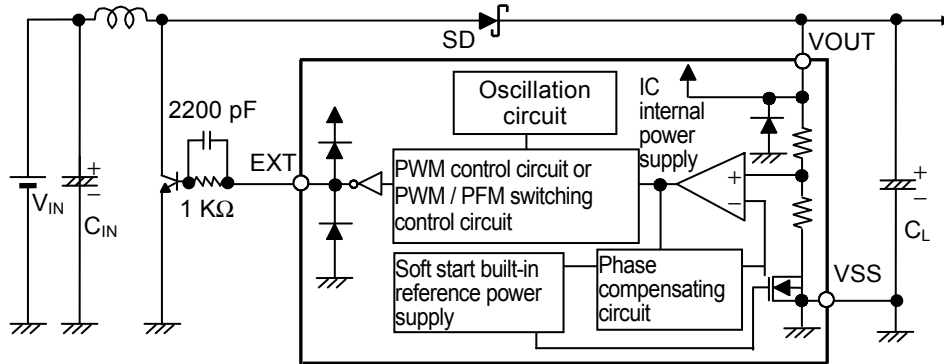 SD
VOUT
Oscillation
circuit
IC
internal
power
supply
2200 pF
EXT
PWM control circuit or
PWM / PFM switching
control circuit
+
−
1 KΩ
+
−
VIN
CIN
+
−
CL
Soft start built-in
reference power
supply
Phase
compensating
circuit
VSS